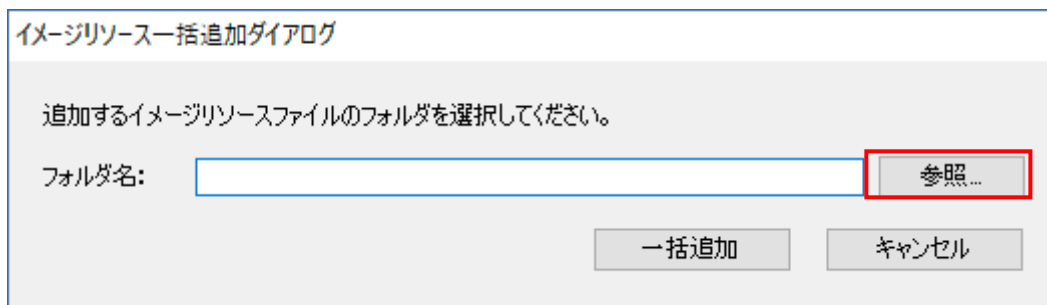 イメージリソース一括追加ダイアログ
追加するイメージリソースファイルのフォルダを選択してください。
フォルダ名:
参照...
一括追加
キャンセル